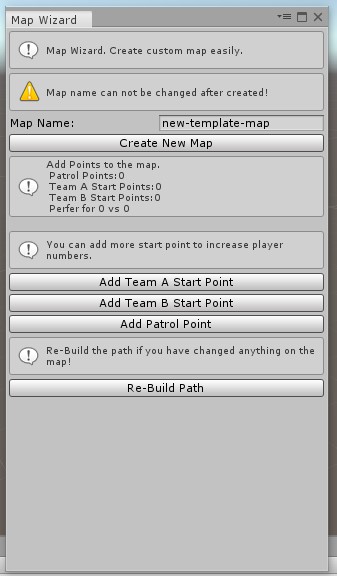 Map Wizard
Map Wizard. Create custom map easily.
Map name can not be changed after created!
Map Name: new-template-map
Create New Map
Add Points to the map.
Patrol Points:0
Team A Start Points:0
Team B Start Points:0
Perfer for 0 vs 0
You can add more start point to increase player
numbers.
Add Team A Start Point
Add Team B Start Point
Add Patrol Point
Re-Build the path if you have changed anything on the
map!
Re-Build Path